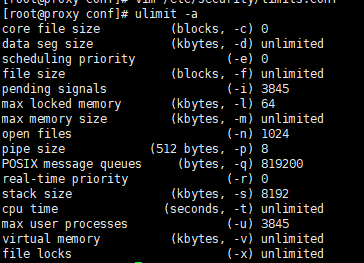 [root@proxy conf]# vim /etc/security/limits.conf
[root@proxy conf]# ulimit -a
core file size (blocks, -c) 0
data seg size (kbytes, -d) unlimited
scheduling priority (-e) 0
file size (blocks, -f) unlimited
pending signals (-i) 3845
max locked memory (kbytes, -l) 64
max memory size (kbytes, -m) unlimited
open files (-n) 1024
pipe size (512 bytes, -p) 8
POSIX message queues (bytes, -q) 819200
real-time priority (-r) 0
stack size (kbytes, -s) 8192
cpu time (seconds, -t) unlimited
max user processes (-u) 3845
virtual memory (kbytes, -v) unlimited
file locks (-x) unlimited